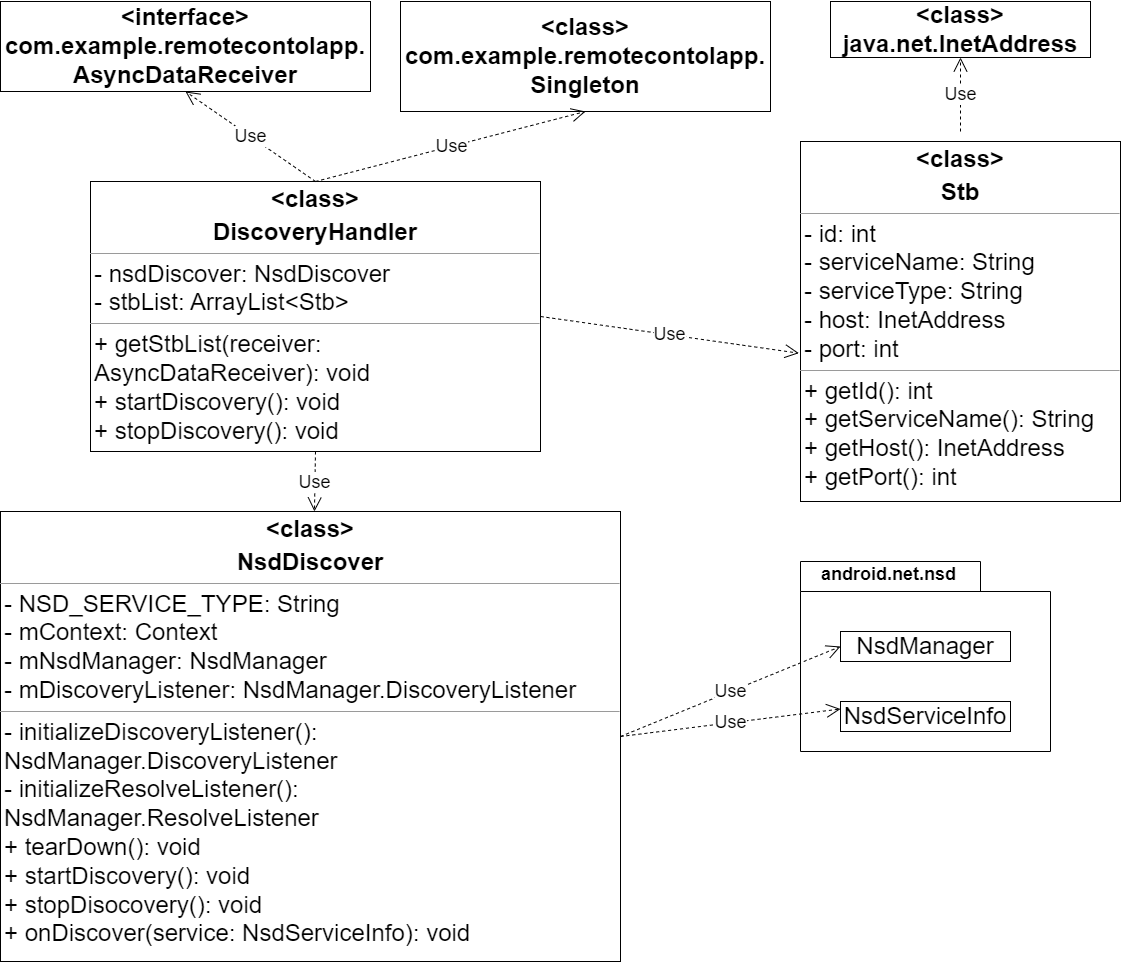 <interface>
com.example.remotecontolapp.
AsyncDataReceiver
<class>
com.example.remotecontolapp.
Singleton
<class>
java.net.InetAddress
Use
Use
Use
<class>
DiscoveryHandler
- nsdDiscover: NsdDiscover
- stbList: ArrayList<Stb>
+ getStbList(receiver:
AsyncDataReceiver): void
+ startDiscovery(): void
+ stopDiscovery(): void
Use
<class>
Stb
- id: int
- serviceName: String
- serviceType: String
- host: InetAddress
- port: int
+ getId(): int
+ getServiceName(): String
+ getHost(): InetAddress
+ getPort(): int
Use
<class>
NsdDiscover
- NSD_SERVICE_TYPE: String
- mContext: Context
- mNsdManager: NsdManager
- mDiscoveryListener: NsdManager.DiscoveryListener
- initializeDiscoveryListener():
NsdManager.DiscoveryListener
- initializeResolveListener():
NsdManager.ResolveListener
+ tearDown(): void
+ startDiscovery(): void
+ stopDisocovery(): void
+ onDiscover(service: NsdServiceInfo): void
Use
Use
android.net.nsd
NsdManager
NsdServiceInfo